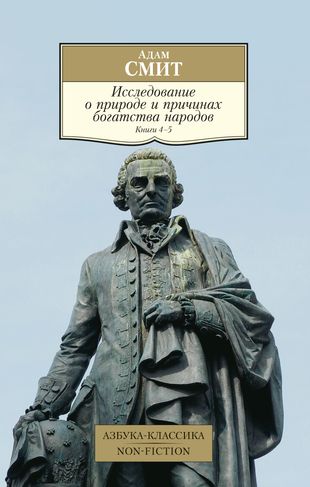 АДАМ
СМИТ
Исследование
о природе и причинах
богатства народов
Книги 4–5
АЗБУКА-КЛАССИКА
NON-FICTION